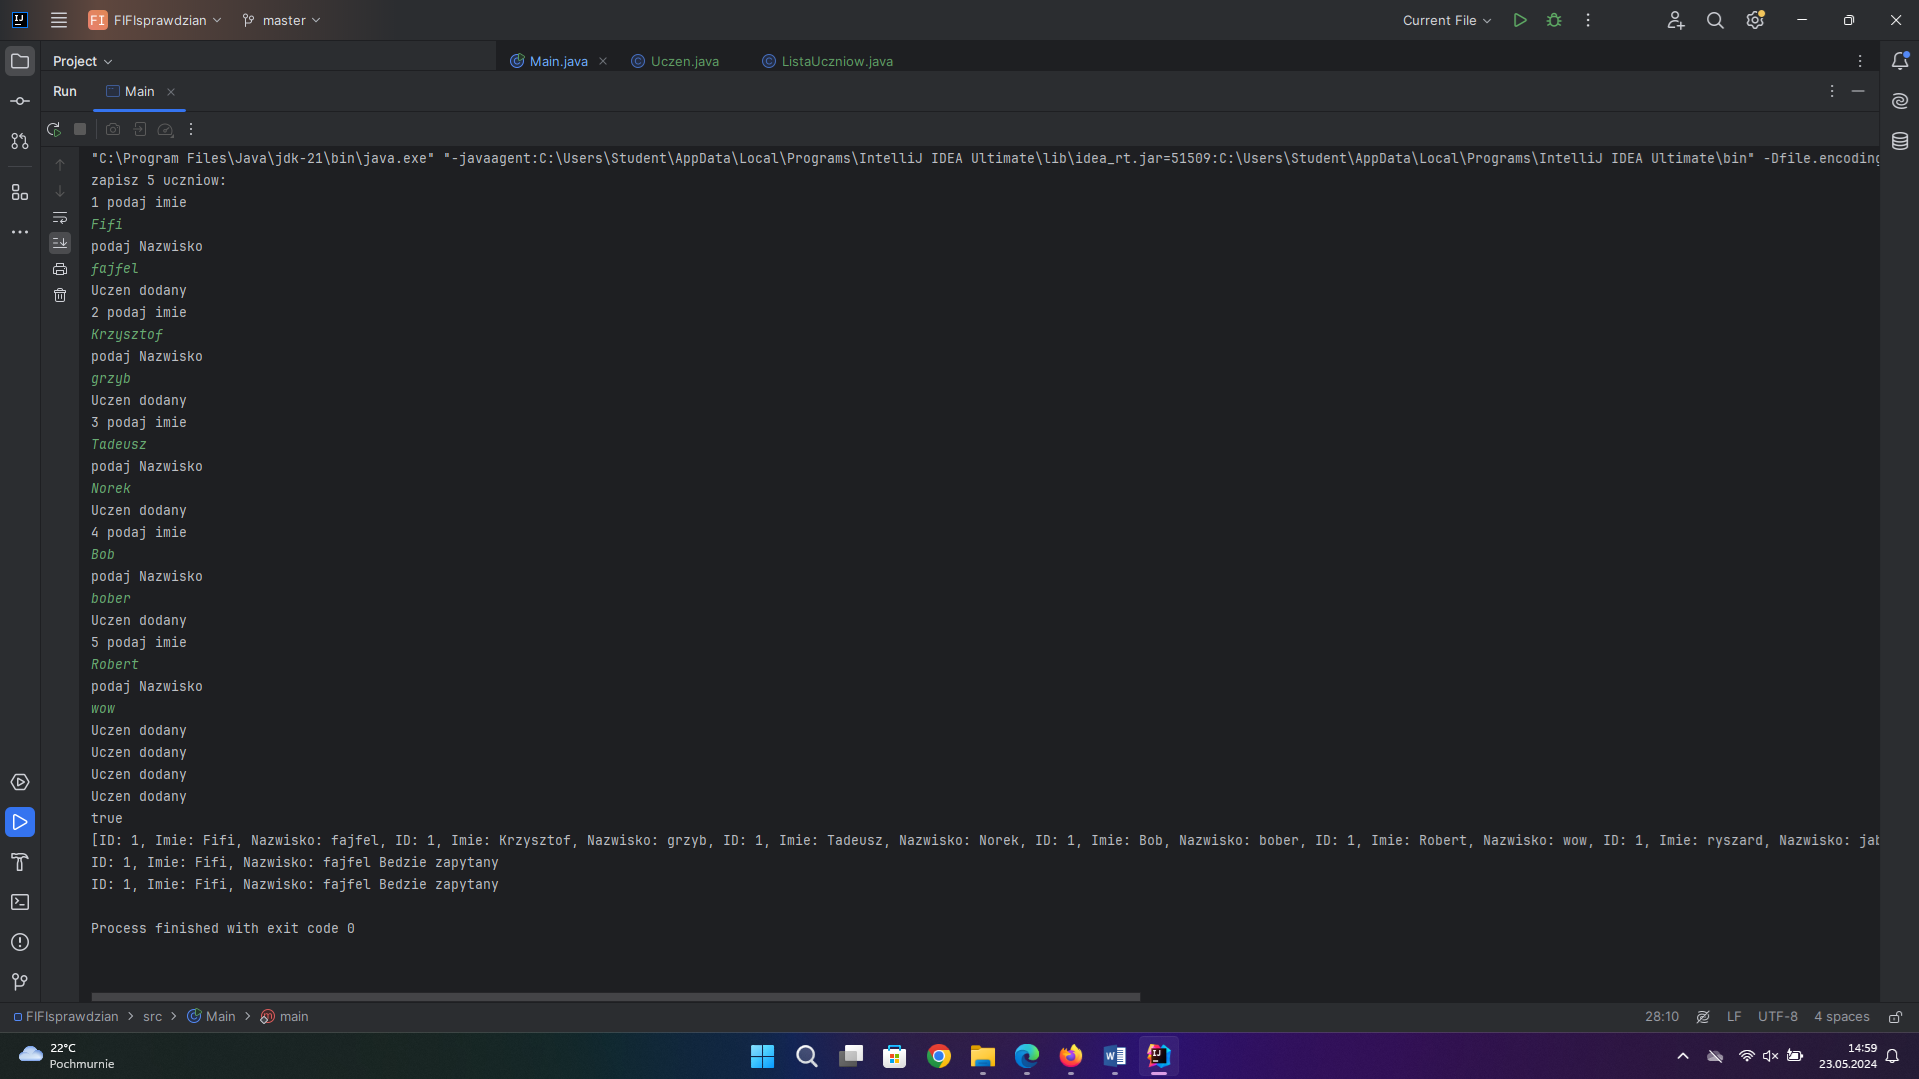 FI FIFIsprawdzian master Current File
Project Main.java Uczen.java ListaUczniow.java
Run Main
"C:\Program Files\Java\jdk-21\bin\java.exe" "-javaagent:C:\Users\Student\AppData\Local\Programs\IntelliJ IDEA Ultimate\lib\idea_rt.jar=51509:C:\Users\Student\AppData\Local\Programs\IntelliJ IDEA Ultimate\bin" -Dfile.encoding
zapisz 5 uczniow:
1 podaj imie
Fifi
podaj Nazwisko
fajfel
Uczen dodany
2 podaj imie
Krzysztof
podaj Nazwisko
grzyb
Uczen dodany
3 podaj imie
Tadeusz
podaj Nazwisko
Norek
Uczen dodany
4 podaj imie
Bob
podaj Nazwisko
bober
Uczen dodany
5 podaj imie
Robert
podaj Nazwisko
wow
Uczen dodany
Uczen dodany
Uczen dodany
Uczen dodany
true
[ID: 1, Imie: Fifi, Nazwisko: fajfel, ID: 1, Imie: Krzysztof, Nazwisko: grzyb, ID: 1, Imie: Tadeusz, Nazwisko: Norek, ID: 1, Imie: Bob, Nazwisko: bober, ID: 1, Imie: Robert, Nazwisko: wow, ID: 1, Imie: ryszard, Nazwisko: jab
ID: 1, Imie: Fifi, Nazwisko: fajfel Bedzie zapytany
ID: 1, Imie: Fifi, Nazwisko: fajfel Bedzie zapytany
Process finished with exit code 0
FIFIsprawdzian > src > Main > main 28:10 LF UTF-8 4 spaces
22°C
Pochmurnie
14:59
23.05.2024